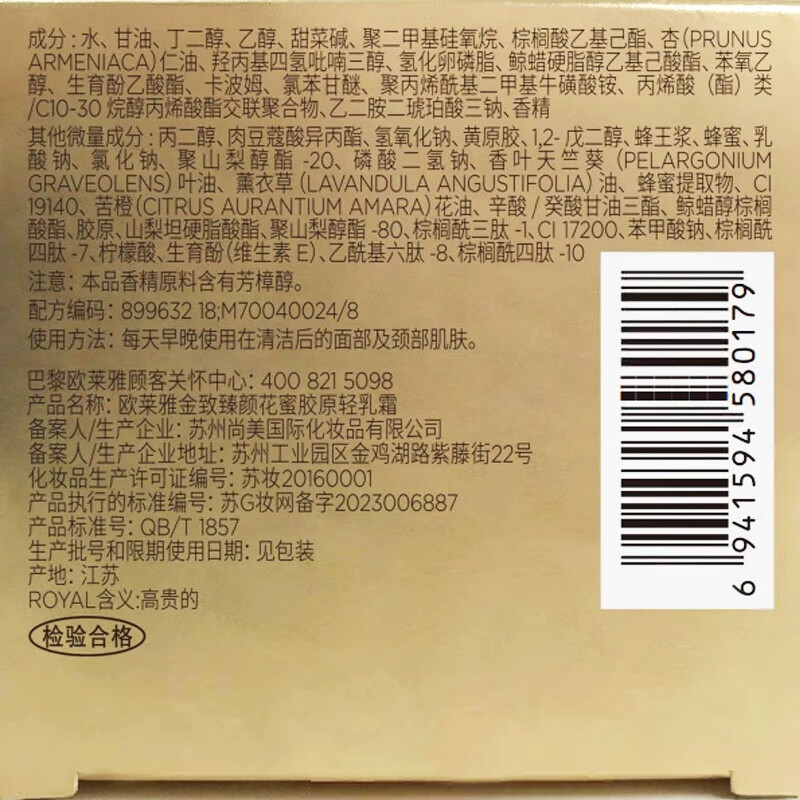 成分:水、甘油、丁二醇、乙醇、甜菜碱、聚二甲基硅氧烷、棕榈酸乙基己酯、杏(PRUNUS
ARMENIACA)仁油、羟丙基四氢吡喃三醇、氢化卵磷脂、鲸蜡硬脂醇乙基己酸酯、苯氧乙
醇、生育酚乙酸酯、卡波姆、氯苯甘醚、聚丙烯酰基二甲基牛磺酸铵、丙烯酸(酯)类
/C10-30 烷醇丙烯酸酯交联聚合物、乙二胺二琥珀酸三钠、香精
其他微量成分:丙二醇、肉豆蔻酸异丙酯、氢氧化钠、黄原胶、1,2-戊二醇、蜂王浆、蜂蜜、乳
酸钠、氯化钠、聚山梨醇酯 -20、磷酸二氢钠、香叶天竺葵 (PELARGONIUM
GRAVEOLENS) 叶油、薰衣草 (LAVANDULA ANGUSTIFOLIA) 油、蜂蜜提取物、CI
19140、苦橙(CITRUS AURANTIUM AMARA)花油、辛酸/癸酸甘油三酯、鲸蜡醇棕榈
酸酯、胶原、山梨坦硬脂酸酯、聚山梨醇酯 -80、棕榈酰三肽 -1、CI 17200、苯甲酸钠、棕榈酰
四肽 -7、柠檬酸、生育酚(维生素 E)、乙酰基六肽 -8、棕榈酰四肽 -10
注意: 本品香精原料含有芳樟醇。
配方编码: 899632 18;M70040024/8
使用方法: 每天早晚使用在清洁后的面部及颈部肌肤。
巴黎欧莱雅顾客关怀中心: 400 821 5098
产品名称: 欧莱雅金致臻颜花蜜胶原轻乳霜
备案人/生产企业: 苏州尚美国际化妆品有限公司
备案人/生产企业地址: 苏州工业园区金鸡湖路紫藤街22号
化妆品生产许可证编号: 苏妆20160001
产品执行的标准编号: 苏G妆网备字2023006887
产品标准号: QB/T 1857
生产批号和限期使用日期: 见包装
产地: 江苏
ROYAL含义:高贵的
检验合格
6 941594 580179